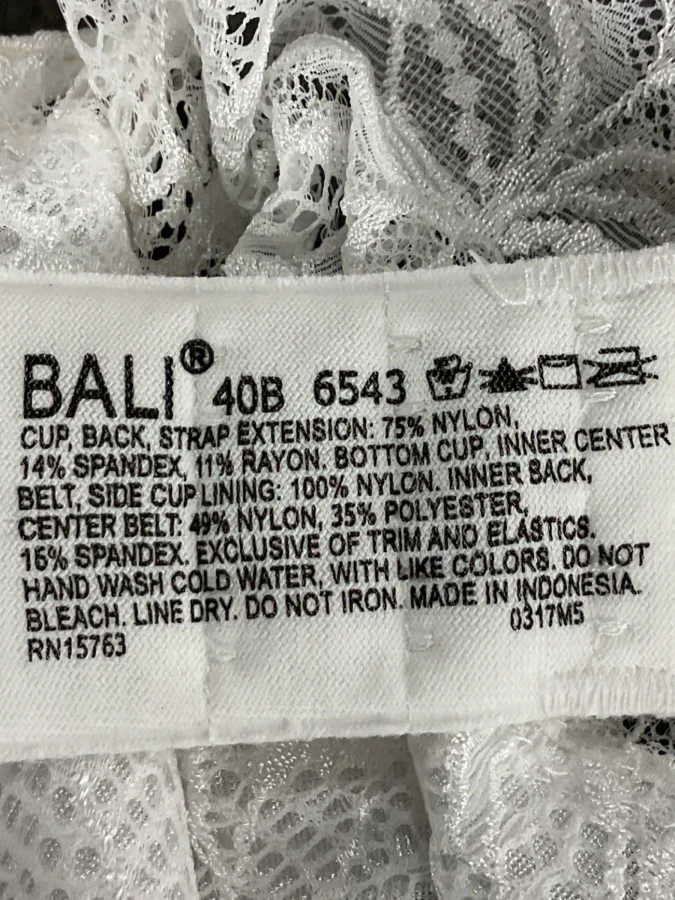 BALI® 40B 6543
CUP, BACK, STRAP EXTENSION: 75% NYLON,
14% SPANDEX, 11% RAYON. BOTTOM CUP, INNER CENTER
BELT, SIDE CUP LINING: 100% NYLON. INNER BACK,
CENTER BELT: 49% NYLON, 35% POLYESTER,
16% SPANDEX. EXCLUSIVE OF TRIM AND ELASTICS.
HAND WASH COLD WATER, WITH LIKE COLORS. DO NOT
BLEACH. LINE DRY. DO NOT IRON. MADE IN INDONESIA.
RN15763 0317M5